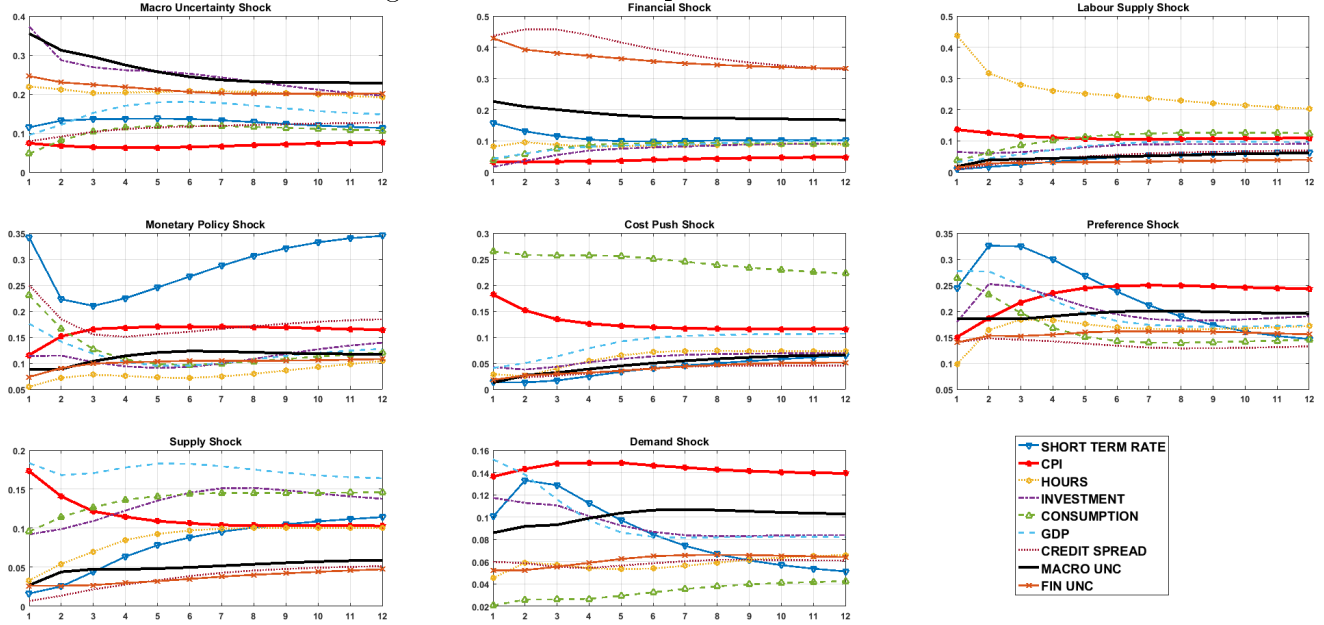 Macro Uncertainty Shock
Financial Shock
Labour Supply Shock
0.4
0.3
0.2
0.1
0
1 2 3 4 5 6 7 8 9 10 11 12
0.5
0.4
0.3
0.2
0.1
0
1 2 3 4 5 6 7 8 9 10 11 12
0.5
0.4
0.3
0.2
0.1
0
1 2 3 4 5 6 7 8 9 10 11 12
Monetary Policy Shock
Cost Push Shock
Preference Shock
0.35
0.3
0.25
0.2
0.15
0.1
0.05
1 2 3 4 5 6 7 8 9 10 11 12
0.3
0.25
0.2
0.15
0.1
0.05
0
1 2 3 4 5 6 7 8 9 10 11 12
0.35
0.3
0.25
0.2
0.15
0.1
0.05
1 2 3 4 5 6 7 8 9 10 11 12
Supply Shock
Demand Shock
0.2
0.15
0.1
0.05
0
1 2 3 4 5 6 7 8 9 10 11 12
0.16
0.14
0.12
0.1
0.08
0.06
0.04
0.02
1 2 3 4 5 6 7 8 9 10 11 12
SHORT TERM RATE
CPI
HOURS
INVESTMENT
CONSUMPTION
GDP
CREDIT SPREAD
MACRO UNC
FIN UNC